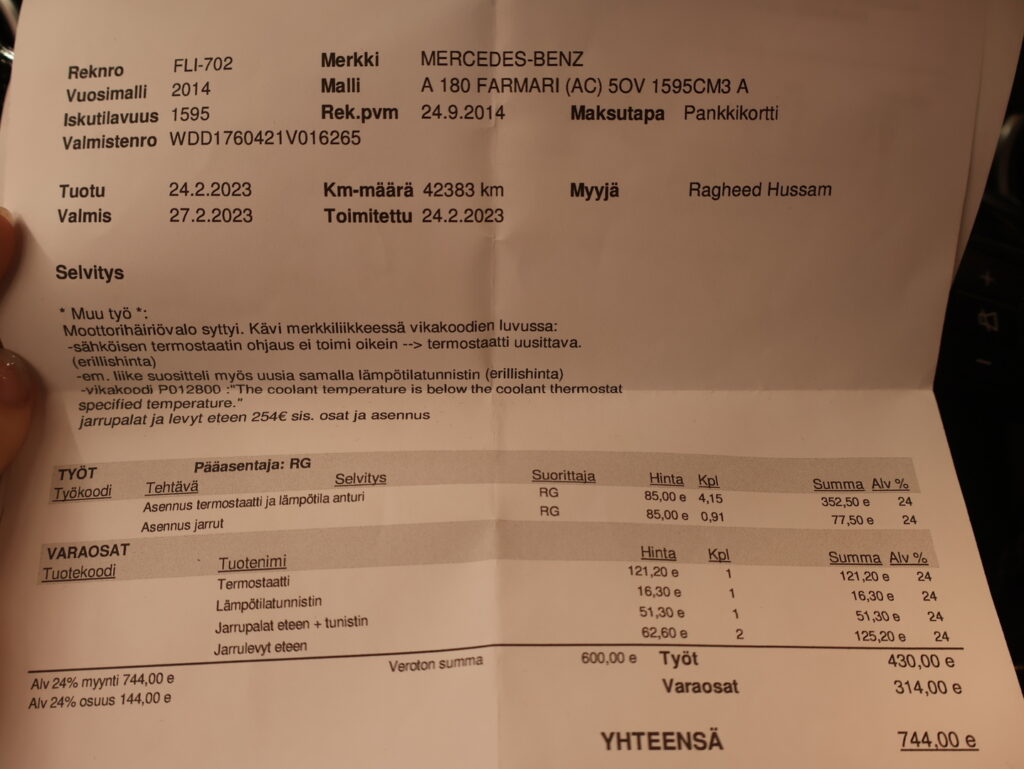 Reknro FLI-702 Merkki MERCEDES-BENZ
Vuosimalli 2014 Malli A 180 FARMARI (AC) 5OV 1595CM3 A
Iskutilavuus 1595 Rek.pvm 24.9.2014 Maksutapa Pankkikortti
Valmistenro WDD1760421V016265
Tuotu 24.2.2023 Km-määrä 42383 km Myyjä Ragheed Hussam
Valmis 27.2.2023 Toimitettu 24.2.2023
Selvitys
* Muu työ *:
Moottorihäiriövalo syttyi. Kävi merkkiliikkeessä vikakoodien luvussa:
-sähköisen termostaatin ohjaus ei toimi oikein --> termostaatti uusittava.
(erillishinta)
-em. liike suositteli myös uusia samalla lämpötilatunnistin (erillishinta)
-vikakoodi P012800 :"The coolant temperature is below the coolant thermostat
specified temperature."
jarrupalat ja levyt eteen 254€ sis. osat ja asennus
TYÖT Pääasentaja: RG
Työkoodi Tehtävä Selvitys Suorittaja Hinta Kpl Summa Alv %
Asennus termostaatti ja lämpötila anturi RG 85,00 e 4,15 352,50 e 24
Asennus jarrut RG 85,00 e 0,91 77,50 e 24
VARAOSAT
Tuotekoodi Tuotenimi Hinta Kpl Summa Alv %
Termostaatti 121,20 e 1 121,20 e 24
Lämpötilatunnistin 16,30 e 1 16,30 e 24
Jarrupalat eteen + tunistin 51,30 e 1 51,30 e 24
Jarrulevyt eteen 62,60 e 2 125,20 e 24
Alv 24% myynti 744,00 e Veroton summa 600,00 e Työt 430,00 e
Alv 24% osuus 144,00 e Varaosat 314,00 e
YHTEENSÄ 744,00 e